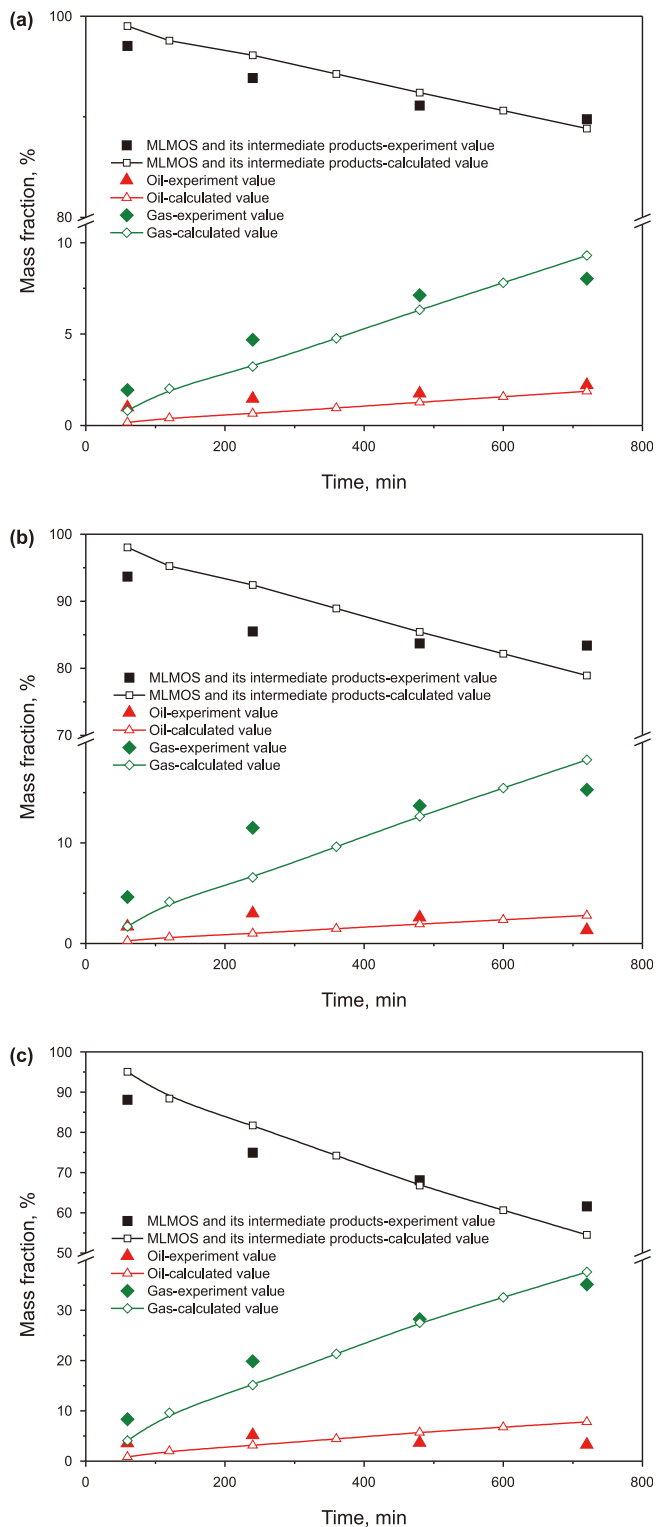 (a)
100
80
10
5
0
Mass fraction, %
MLMOS and its intermediate products-experiment value
MLMOS and its intermediate products-calculated value
Oil-experiment value
Oil-calculated value
Gas-experiment value
Gas-calculated value
0 200 400 600 800
Time, min
(b)
100
90
80
70
10
0
Mass fraction, %
MLMOS and its intermediate products-experiment value
MLMOS and its intermediate products-calculated value
Oil-experiment value
Oil-calculated value
Gas-experiment value
Gas-calculated value
0 200 400 600 800
Time, min
(c)
100
90
80
70
60
50
30
20
10
0
Mass fraction, %
MLMOS and its intermediate products-experiment value
MLMOS and its intermediate products-calculated value
Oil-experiment value
Oil-calculated value
Gas-experiment value
Gas-calculated value
0 200 400 600 800
Time, min